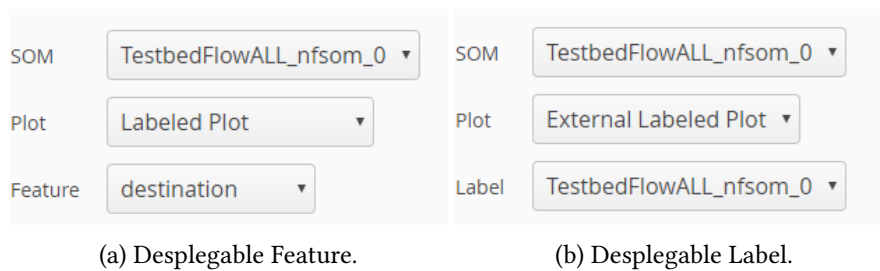 SOM TestbedFlowALL_nfsom_0
Plot Labeled Plot
Feature destination
(a) Desplegable Feature.
SOM TestbedFlowALL_nfsom_0
Plot External Labeled Plot
Label TestbedFlowALL_nfsom_0
(b) Desplegable Label.